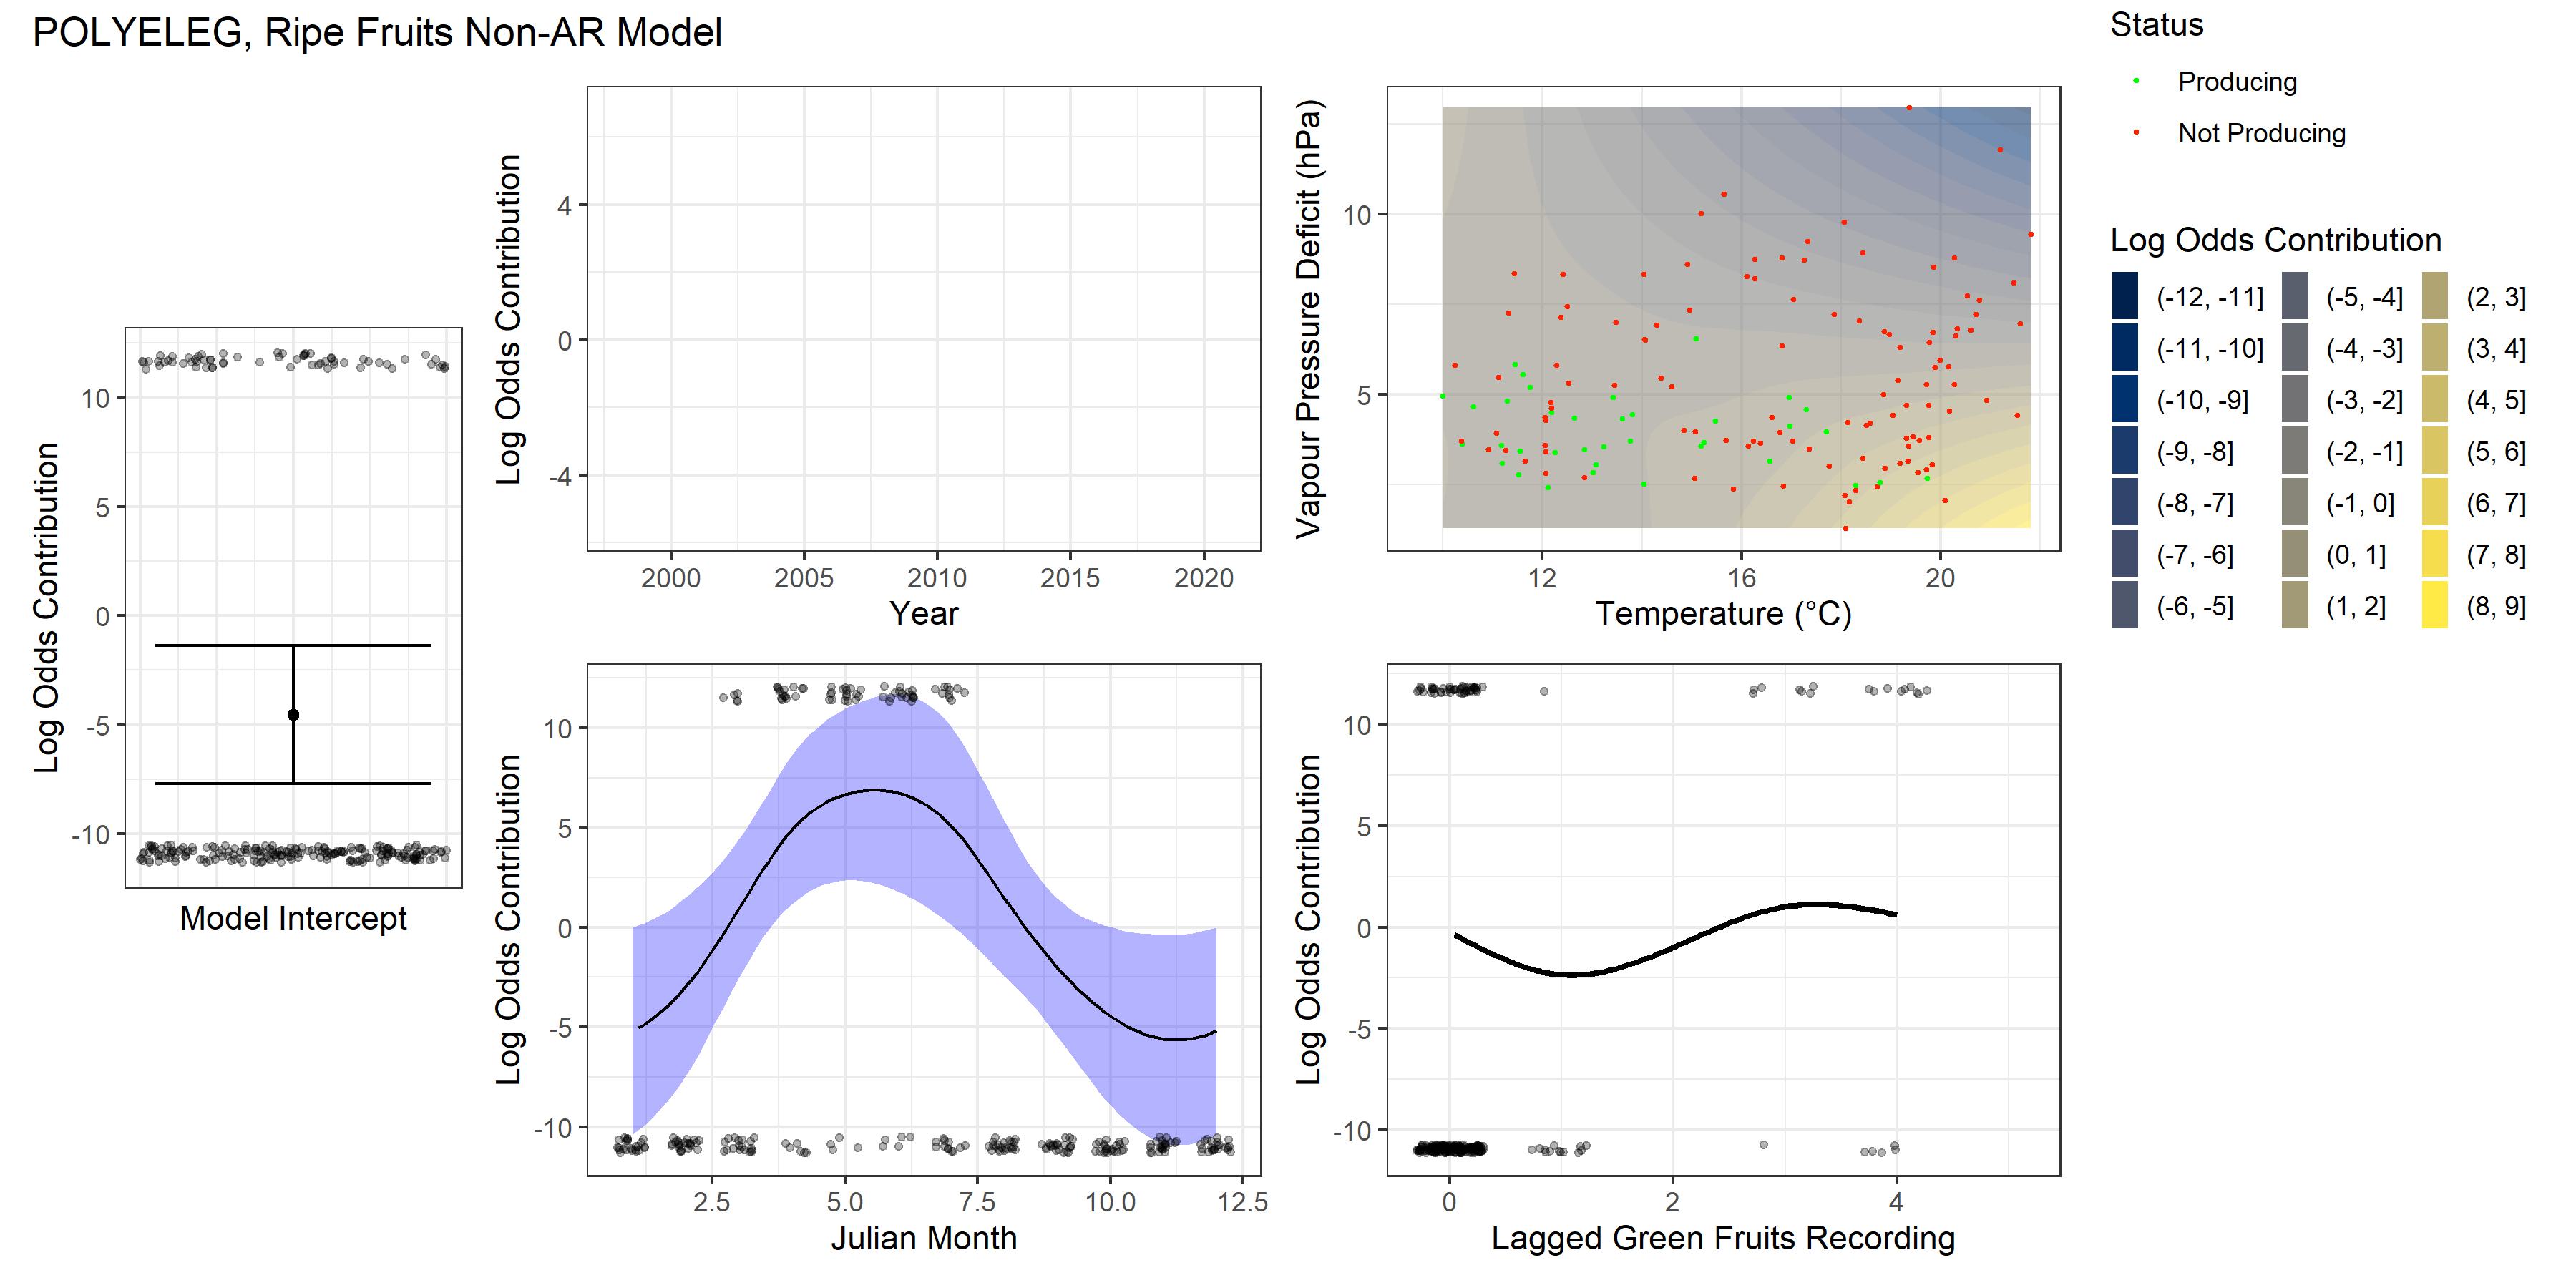 POLYELEG, Ripe Fruits Non-AR Model
Log Odds Contribution
10
5
0
-5
-10
Model Intercept
Log Odds Contribution
4
0
-4
2000 2005 2010 2015 2020
Year
Vapour Pressure Deficit (hPa)
10
5
12 16 20
Temperature (°C)
Log Odds Contribution
10
5
0
-5
-10
2.5 5.0 7.5 10.0 12.5
Julian Month
Log Odds Contribution
10
5
0
-5
-10
0 2 4
Lagged Green Fruits Recording
Status
Producing
Not Producing
Log Odds Contribution
(-12, -11] (-5, -4] (2, 3]
(-11, -10] (-4, -3] (3, 4]
(-10, -9] (-3, -2] (4, 5]
(-9, -8] (-2, -1] (5, 6]
(-8, -7] (-1, 0] (6, 7]
(-7, -6] (0, 1] (7, 8]
(-6, -5] (1, 2] (8, 9]